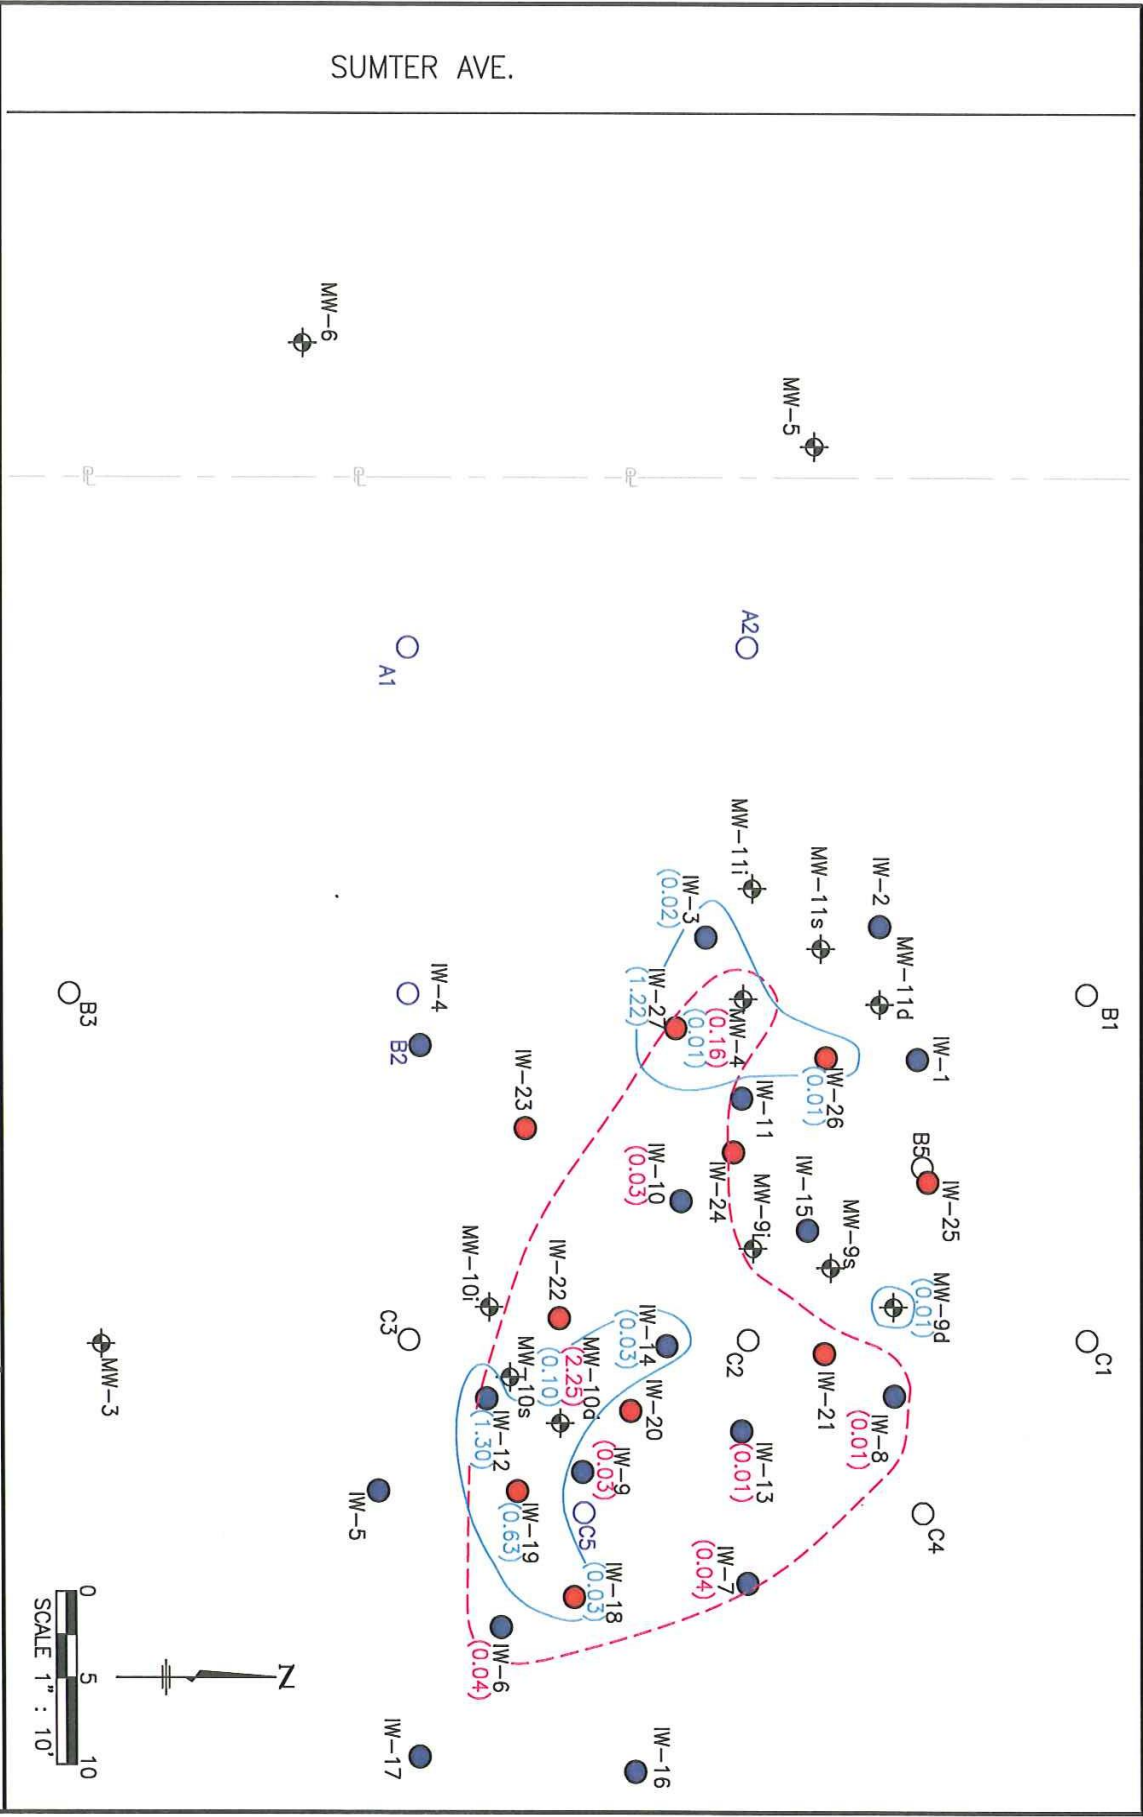 SUMTER AVE.
MW-6
MW-5
PL
PL
PL
A2
A1
MW-11i
MW-11s
IW-2
MW-11d
IW-3
(0.02)
IW-4
B3
B1
B2
IW-1
IW-27
(1.22)
MW-4
(0.16)
(0.01)
IW-26
(0.01)
IW-11
IW-23
B5
IW-25
IW-10
(0.03)
IW-24
IW-15
MW-9i
MW-9s
MW-9d
(0.01)
IW-22
MW-10i
C3
MW-3
IW-14
(0.03)
C2
C1
IW-21
MW-10s
MW-10d
(2.25)
(0.10)
IW-20
IW-8
(0.01)
IW-12
(1.30)
IW-13
(0.01)
IW-9
(0.03)
IW-5
IW-19
(0.63)
C5
C4
IW-7
(0.04)
IW-18
(0.03)
IW-6
(0.04)
IW-17
IW-16
N
0 5 10
SCALE 1" : 10'